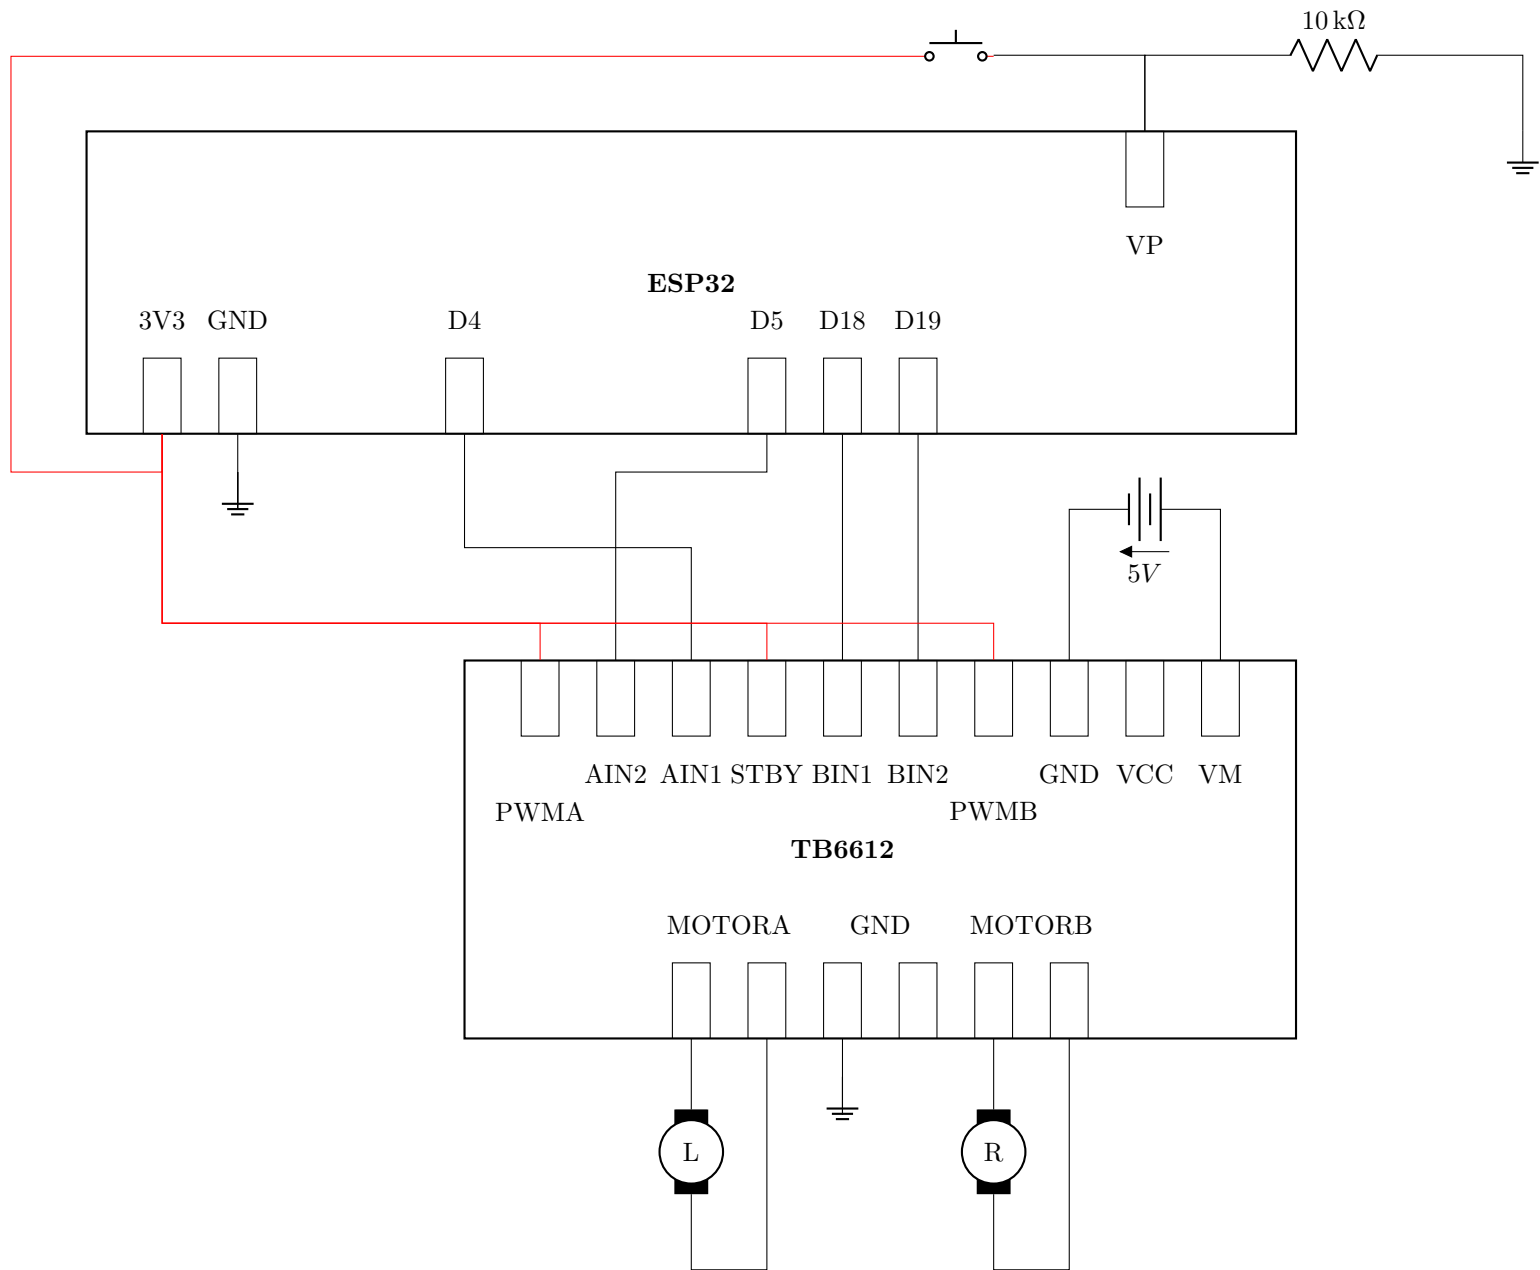 10 kΩ
VP
ESP32
3V3 GND D4 D5 D18 D19
5V
AIN2 AIN1 STBY BIN1 BIN2 GND VCC VM
PWMA PWMB
TB6612
MOTORA GND MOTORB
L R